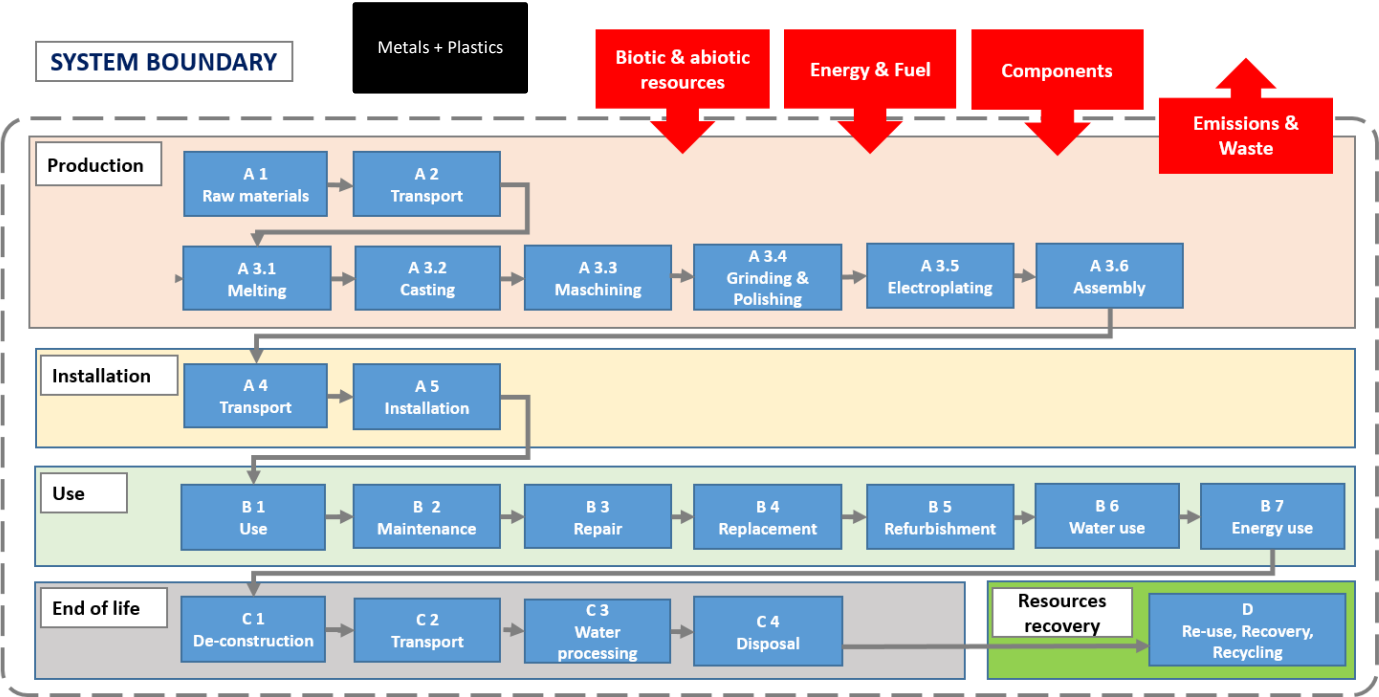 SYSTEM BOUNDARY
Metals + Plastics
Biotic & abiotic
resources
Energy & Fuel
Components
Emissions &
Waste
Production
A 1
Raw materials
A 2
Transport
A 3.1
Melting
A 3.2
Casting
A 3.3
Maschining
A 3.4
Grinding &
Polishing
A 3.5
Electroplating
A 3.6
Assembly
Installation
A 4
Transport
A 5
Installation
Use
B 1
Use
B 2
Maintenance
B 3
Repair
B 4
Replacement
B 5
Refurbishment
B 6
Water use
B 7
Energy use
End of life
C 1
De-construction
C 2
Transport
C 3
Water
processing
C 4
Disposal
Resources
recovery
D
Re-use, Recovery,
Recycling